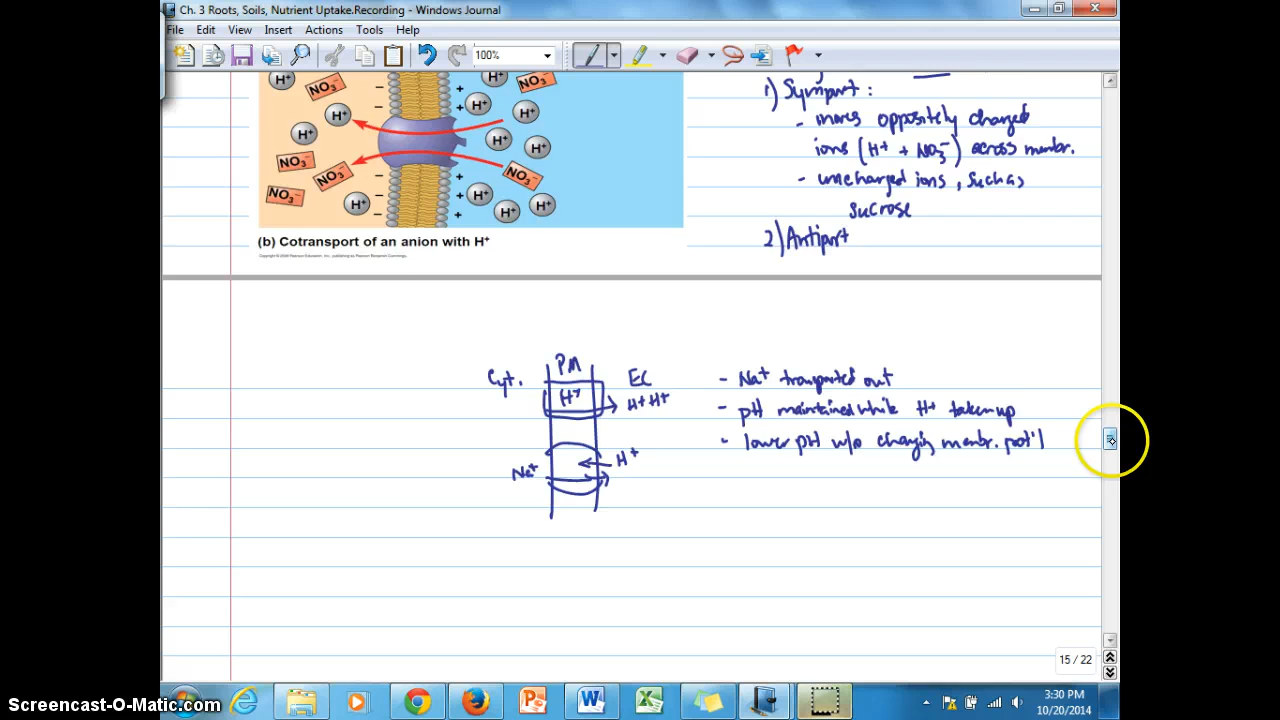 Ch. 3 Roots, Soils, Nutrient Uptake.Recording - Windows Journal
File Edit View Insert Actions Tools Help
100%
H⁺ NO₃⁻ H⁺ NO₃⁻
H⁺ H⁺ H⁺
H⁺ H⁺ H⁺
NO₃⁻ NO₃⁻ NO₃⁻
NO₃⁻ H⁺ H⁺ H⁺ H⁺
(b) Cotransport of an anion with H⁺
1) Symport :
- moves oppositely charged
ions (H⁺ + NO₃⁻) across membr.
- uncharged ions, such as
sucrose
2) Antiport
PM
Cyt. EC
H⁺ H⁺ H⁺
H⁺
Na⁺
- Na⁺ transported out
- pH maintained while H⁺ taken up
- lower pH w/o changing membr. pot'l
15 / 22
3:30 PM
10/20/2014
Screencast-O-Matic.com